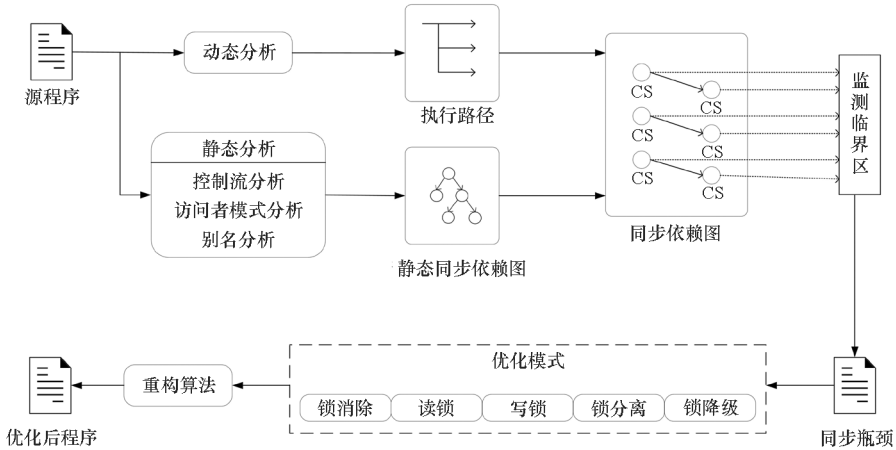 源程序
动态分析
执行路径
静态分析
控制流分析
访问者模式分析
别名分析
静态同步依赖图
CS
CS
CS
CS
CS
CS
同步依赖图
监测临界区
同步瓶颈
优化模式
锁消除
读锁
写锁
锁分离
锁降级
重构算法
优化后程序